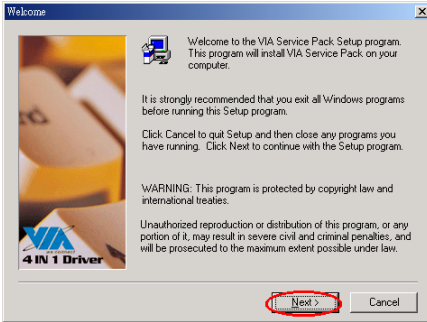 Welcome
Welcome to the VIA Service Pack Setup program.
This program will install VIA Service Pack on your
computer.
It is strongly recommended that you exit all Windows programs
before running this Setup program.
Click Cancel to quit Setup and then close any programs you
have running. Click Next to continue with the Setup program.
WARNING: This program is protected by copyright law and
international treaties.
Unauthorized reproduction or distribution of this program, or any
portion of it, may result in severe civil and criminal penalties, and
will be prosecuted to the maximum extent possible under law.
VIA
we connect
4 IN 1 Driver
Next >
Cancel